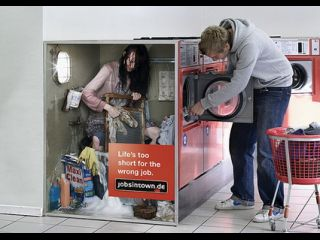 Life's too
short for the
wrong job.
jobsintown.de